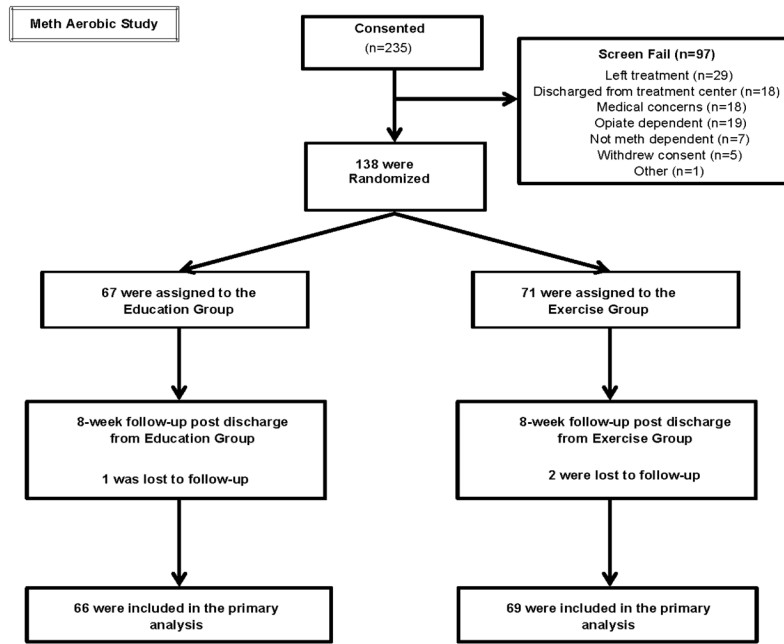 Meth Aerobic Study
Consented
(n=235)
Screen Fail (n=97)
Left treatment (n=29)
Discharged from treatment center (n=18)
Medical concerns (n=18)
Opiate dependent (n=19)
Not meth dependent (n=7)
Withdrew consent (n=5)
Other (n=1)
138 were
Randomized
67 were assigned to the
Education Group
71 were assigned to the
Exercise Group
8-week follow-up post discharge
from Education Group
1 was lost to follow-up
8-week follow-up post discharge
from Exercise Group
2 were lost to follow-up
66 were included in the primary
analysis
69 were included in the primary
analysis